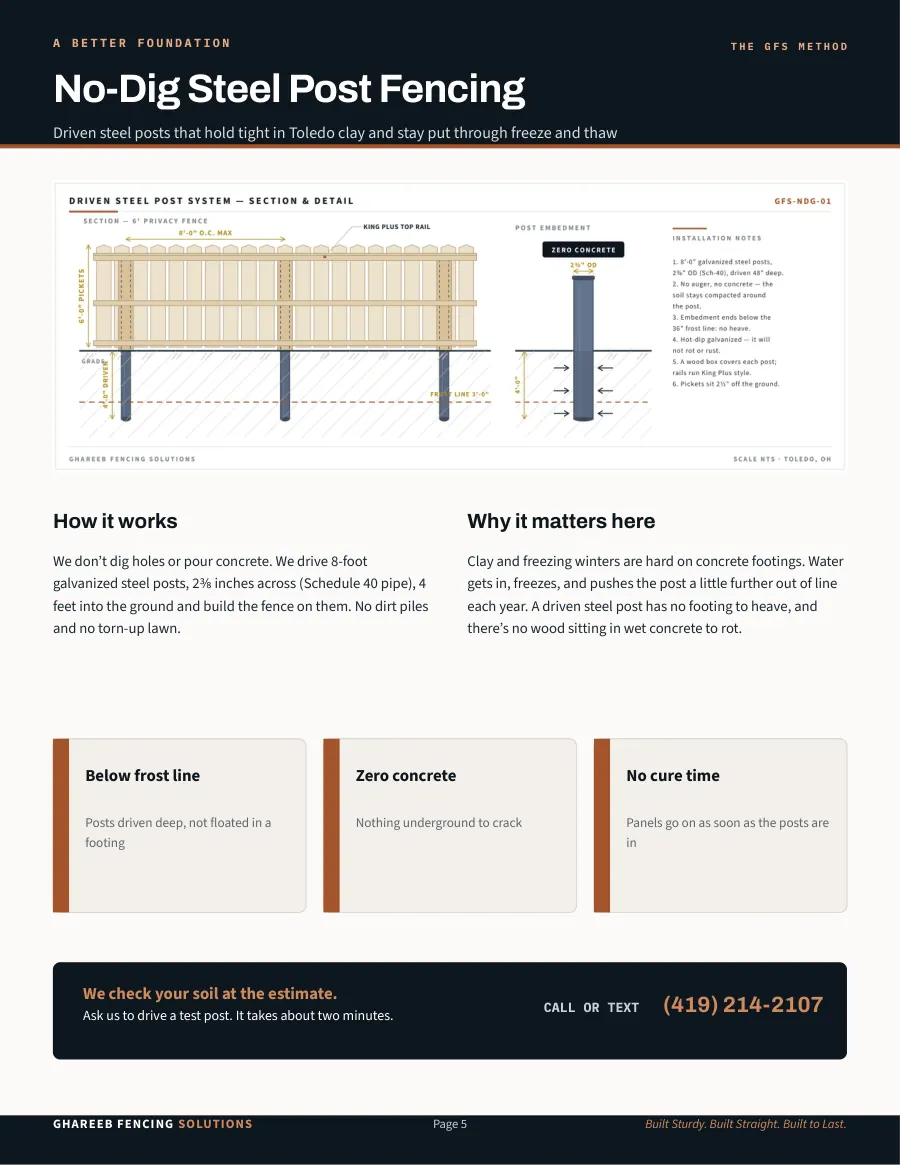 A BETTER FOUNDATION
THE GFS METHOD
No-Dig Steel Post Fencing
Driven steel posts that hold tight in Toledo clay and stay put through freeze and thaw
DRIVEN STEEL POST SYSTEM — SECTION & DETAIL
GFS-NDG-01
SECTION — 6' PRIVACY FENCE
8'-0" O.C. MAX
KING PLUS TOP RAIL
6'-0" PICKETS
GRADE
4'-0" DRIVEN
FROST LINE 3'-0"
POST EMBEDMENT
ZERO CONCRETE
2⅜" OD
4'-0"
INSTALLATION NOTES
1. 8'-0" galvanized steel posts,
2⅜" OD (Sch-40), driven 48" deep.
2. No auger, no concrete — the
soil stays compacted around
the post.
3. Embedment ends below the
36" frost line: no heave.
4. Hot-dip galvanized — it will
not rot or rust.
5. A wood box covers each post;
rails run King Plus style.
6. Pickets sit 2½" off the ground.
GHAREEB FENCING SOLUTIONS
SCALE NTS · TOLEDO, OH
How it works
We don’t dig holes or pour concrete. We drive 8-foot
galvanized steel posts, 2⅜ inches across (Schedule 40 pipe), 4
feet into the ground and build the fence on them. No dirt piles
and no torn-up lawn.
Why it matters here
Clay and freezing winters are hard on concrete footings. Water
gets in, freezes, and pushes the post a little further out of line
each year. A driven steel post has no footing to heave, and
there’s no wood sitting in wet concrete to rot.
Below frost line
Posts driven deep, not floated in a
footing
Zero concrete
Nothing underground to crack
No cure time
Panels go on as soon as the posts are
in
We check your soil at the estimate.
Ask us to drive a test post. It takes about two minutes.
CALL OR TEXT (419) 214-2107
GHAREEB FENCING SOLUTIONS
Page 5
Built Sturdy. Built Straight. Built to Last.